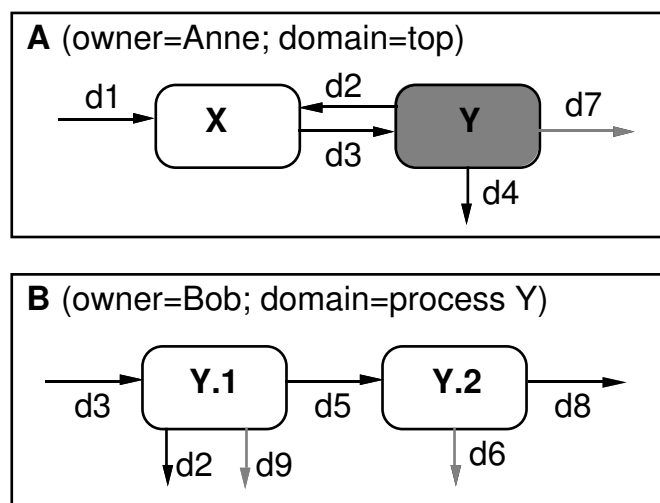 A (owner=Anne; domain=top)
d1
X
d2
d3
Y
d7
d4
B (owner=Bob; domain=process Y)
d3
Y.1
d5
Y.2
d8
d2
d9
d6